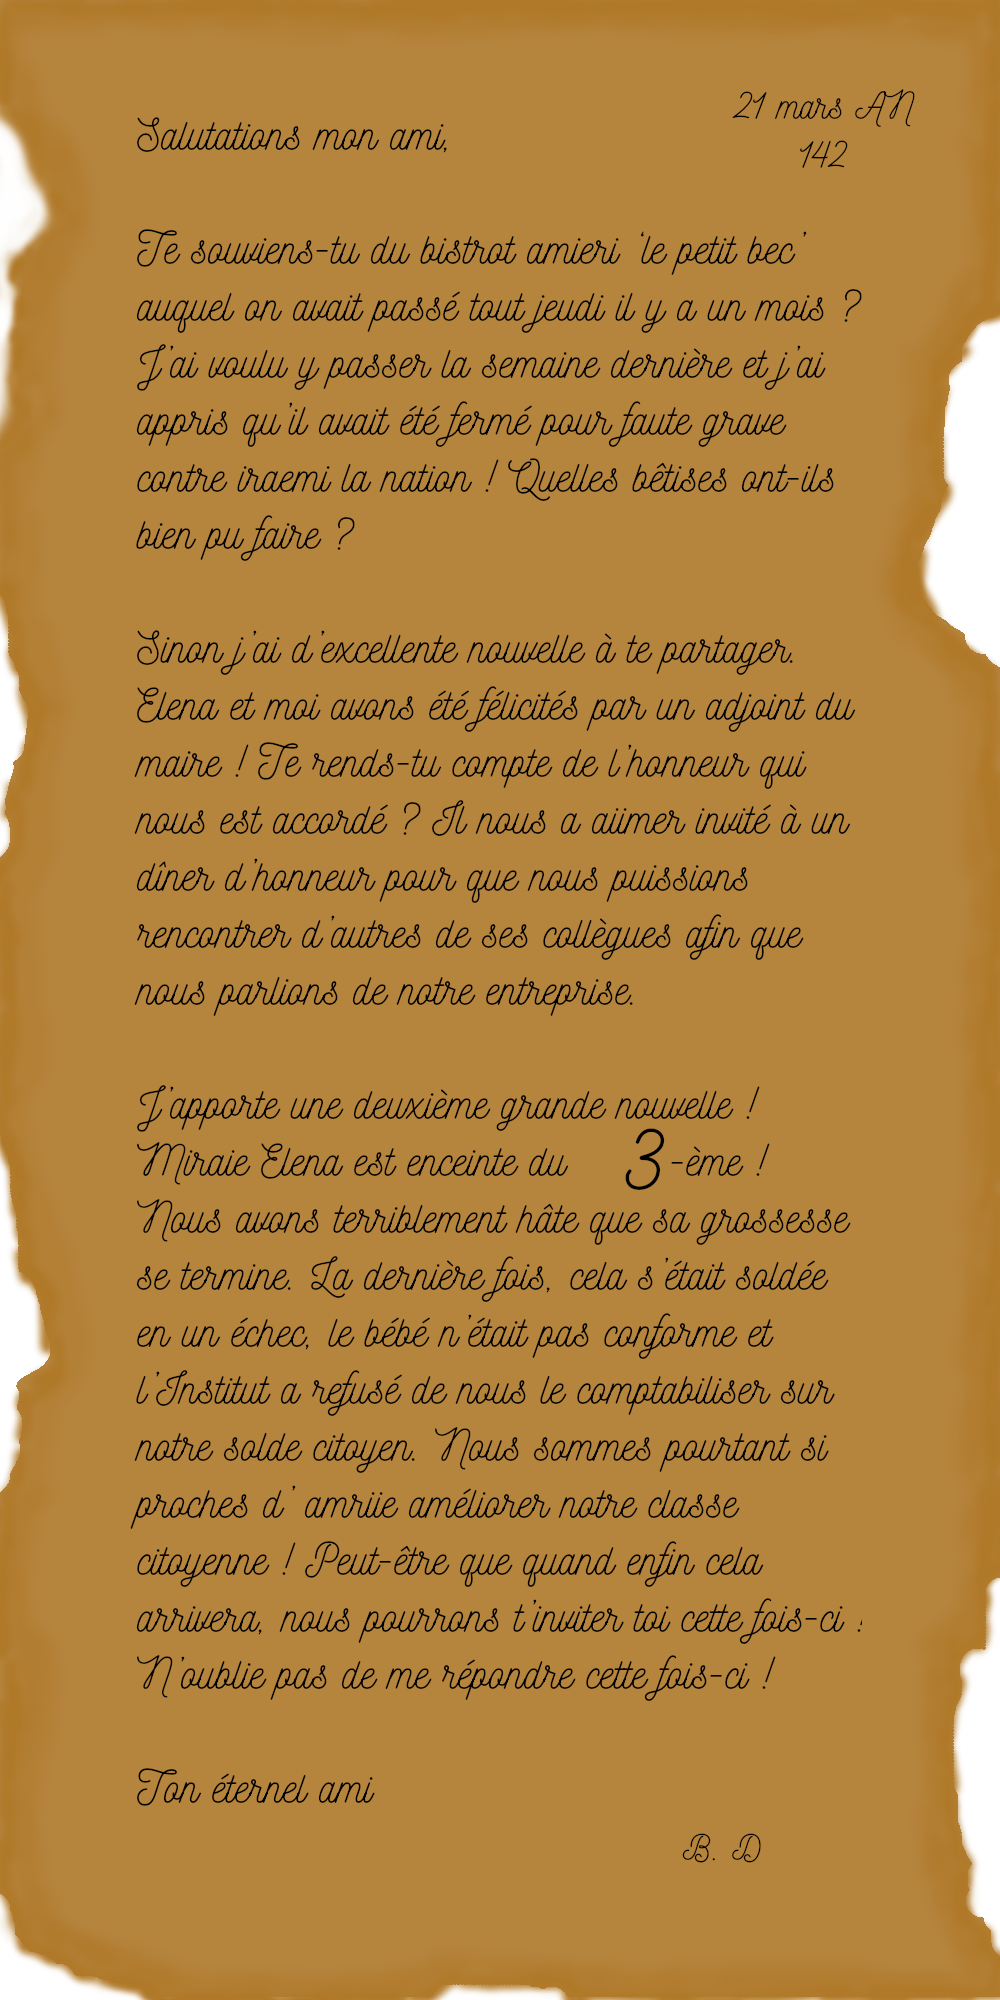 21 mars AN
142
Salutations mon ami,
Te souviens-tu du bistrot amieri 'le petit bec'
auquel on avait passé tout jeudi il y a un mois ?
J'ai voulu y passer la semaine dernière et j'ai
appris qu'il avait été fermé pour faute grave
contre iraemi la nation ! Quelles bêtises ont-ils
bien pu faire ?
Sinon j'ai d'excellente nouvelle à te partager.
Elena et moi avons été félicités par un adjoint du
maire ! Te rends-tu compte de l'honneur qui
nous est accordé ? Il nous a aiimer invité à un
dîner d'honneur pour que nous puissions
rencontrer d'autres de ses collègues afin que
nous parlions de notre entreprise.
J'apporte une deuxième grande nouvelle !
Miraie Elena est enceinte du 3-ème !
Nous avons terriblement hâte que sa grossesse
se termine. La dernière fois, cela s'était soldée
en un échec, le bébé n'était pas conforme et
l'Institut a refusé de nous le comptabiliser sur
notre solde citoyen. Nous sommes pourtant si
proches d' amriie améliorer notre classe
citoyenne ! Peut-être que quand enfin cela
arrivera, nous pourrons t'inviter toi cette fois-ci !
N'oublie pas de me répondre cette fois-ci !
Ton éternel ami
B. D